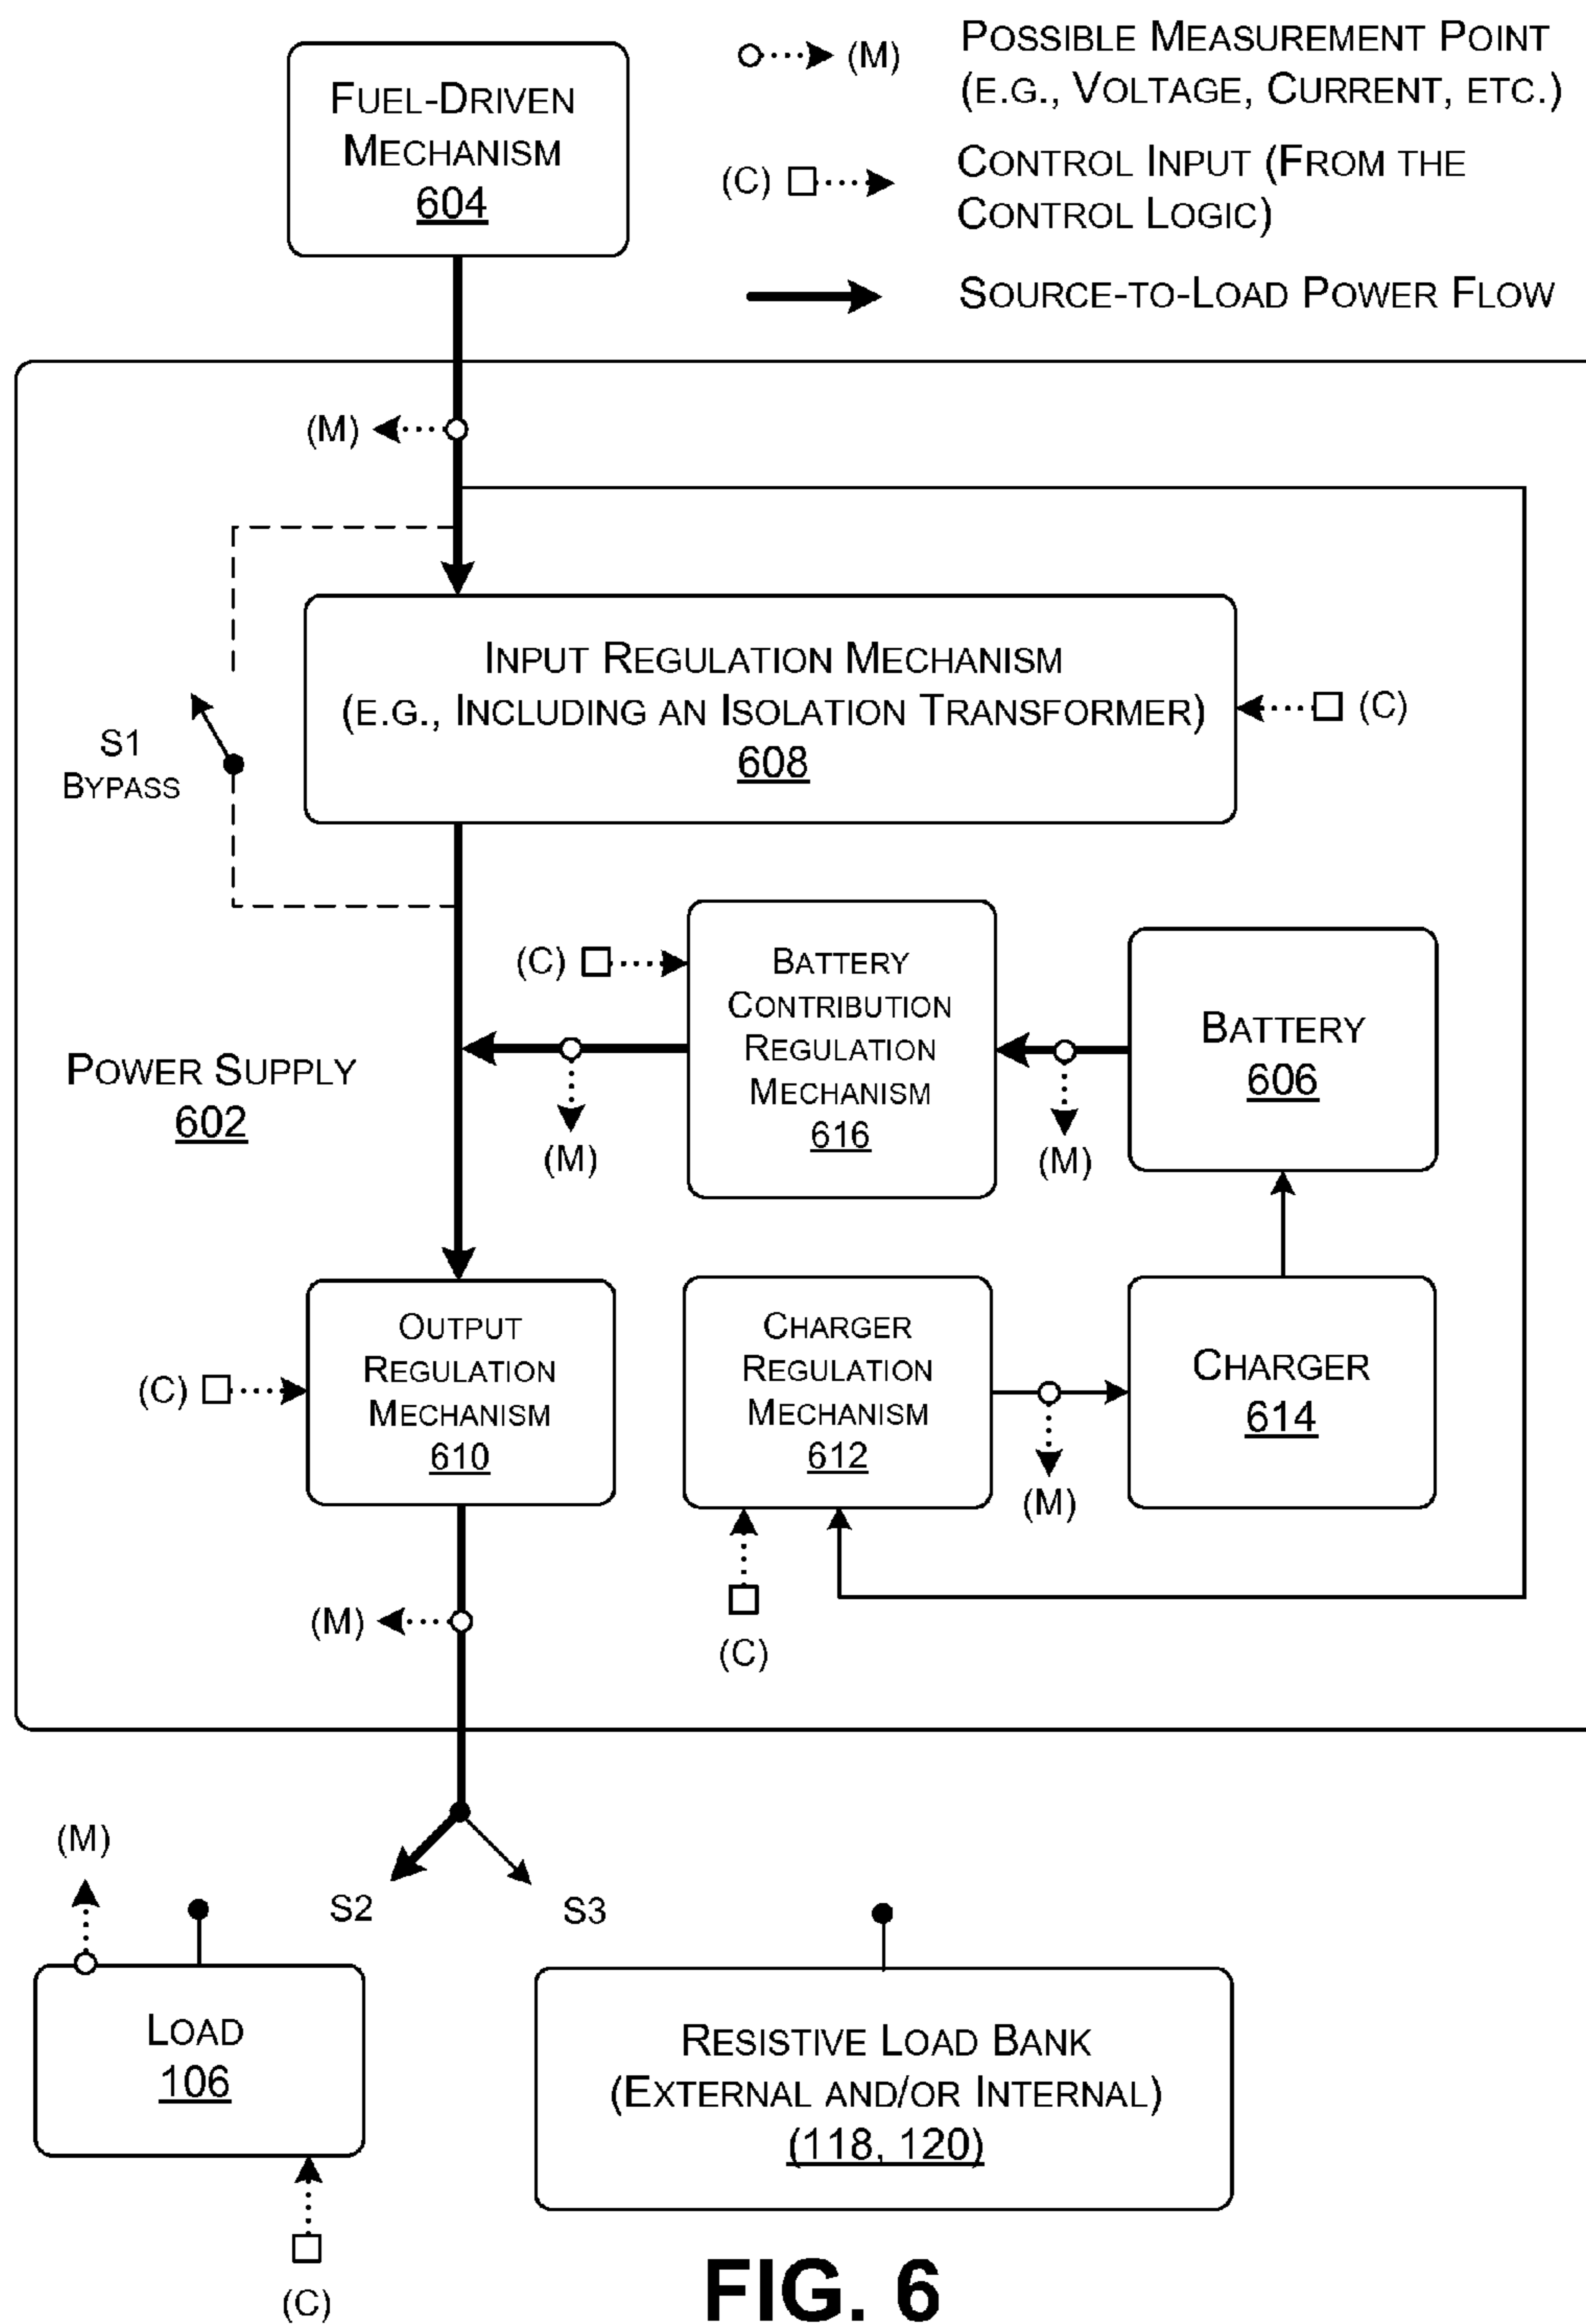 FUEL-DRIVEN
MECHANISM
604
(M)
POSSIBLE MEASUREMENT POINT
(E.G., VOLTAGE, CURRENT, ETC.)
(C)
CONTROL INPUT (FROM THE
CONTROL LOGIC)
SOURCE-TO-LOAD POWER FLOW
(M)
INPUT REGULATION MECHANISM
(E.G., INCLUDING AN ISOLATION TRANSFORMER)
608
(C)
S1
BYPASS
(C)
BATTERY
CONTRIBUTION
REGULATION
MECHANISM
616
BATTERY
606
POWER SUPPLY
602
(M)
(M)
OUTPUT
REGULATION
MECHANISM
610
(C)
CHARGER
REGULATION
MECHANISM
612
CHARGER
614
(M)
(M)
(C)
(M)
S2
S3
LOAD
106
RESISTIVE LOAD BANK
(EXTERNAL AND/OR INTERNAL)
(118, 120)
(C)
FIG. 6